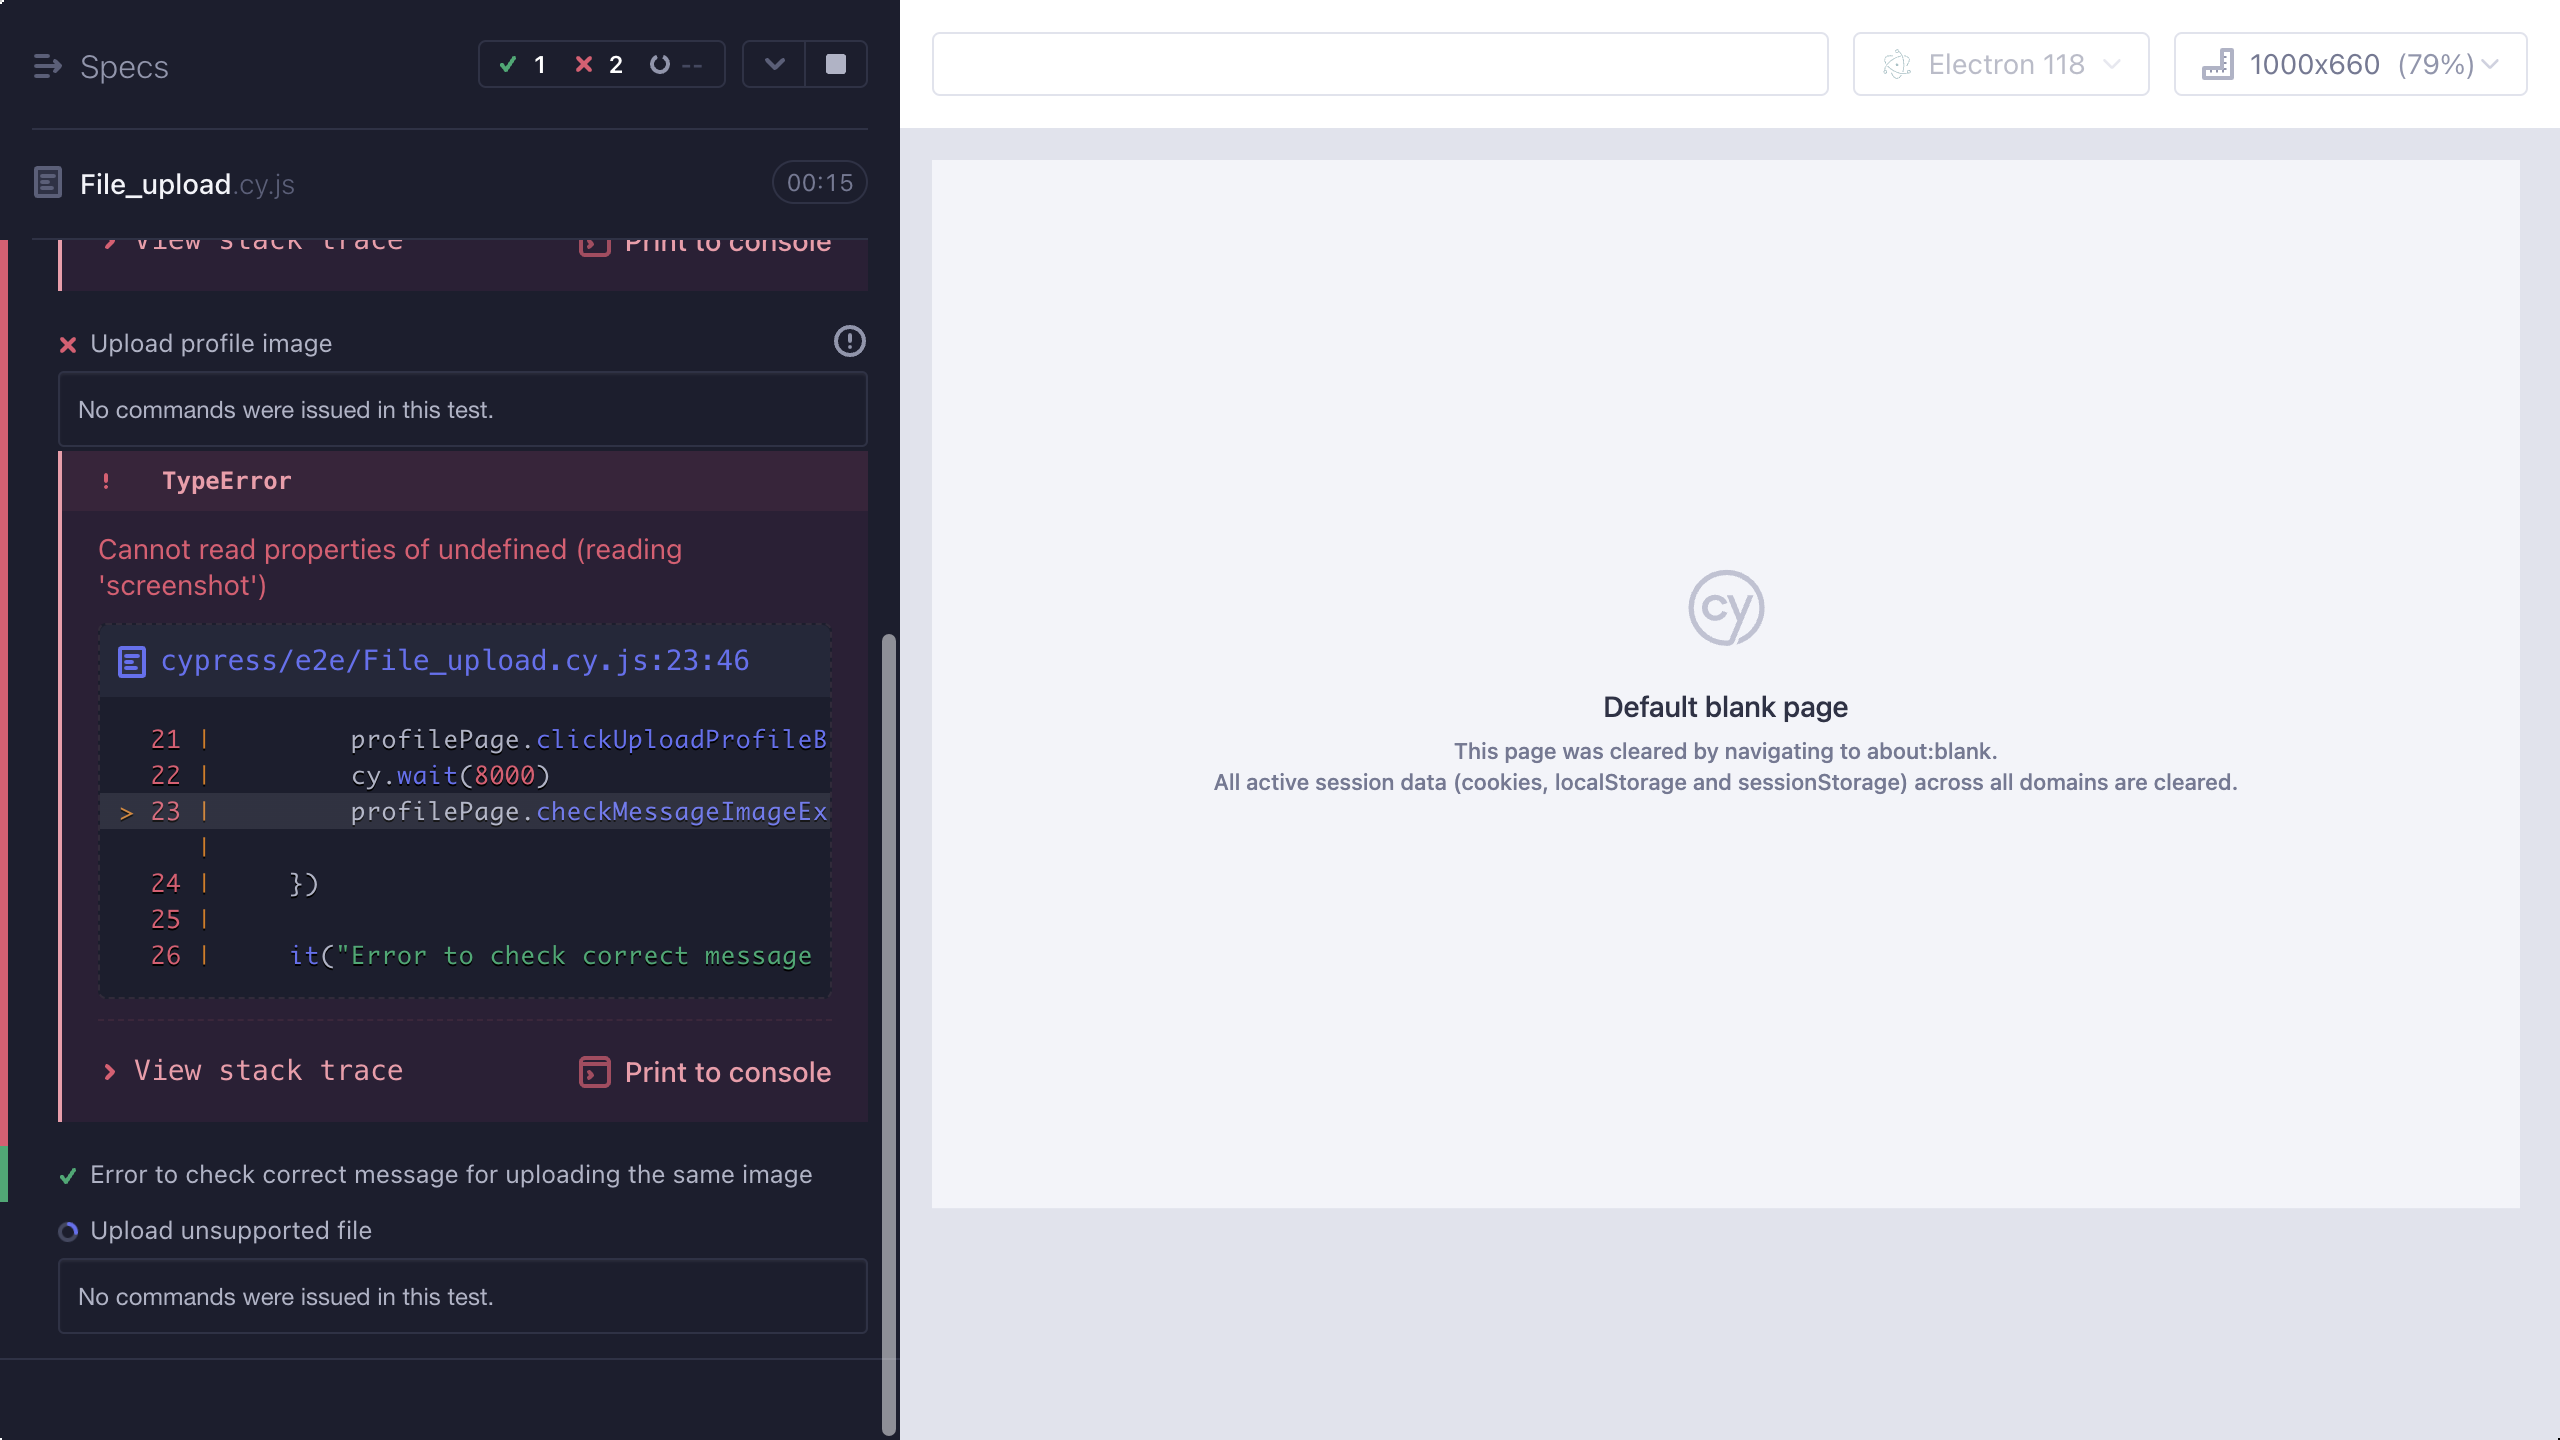 Specs
1 2 --
File_upload.cy.js
00:15
View stack trace
Print to console
Upload profile image
No commands were issued in this test.
! TypeError
Cannot read properties of undefined (reading
'screenshot')
cypress/e2e/File_upload.cy.js:23:46
21 | profilePage.clickUploadProfileB
22 | cy.wait(8000)
> 23 | profilePage.checkMessageImageEx
|
24 | })
25 |
26 | it("Error to check correct message
View stack trace
Print to console
Error to check correct message for uploading the same image
Upload unsupported file
No commands were issued in this test.
Electron 118
1000x660 (79%)
cy
Default blank page
This page was cleared by navigating to about:blank.
All active session data (cookies, localStorage and sessionStorage) across all domains are cleared.